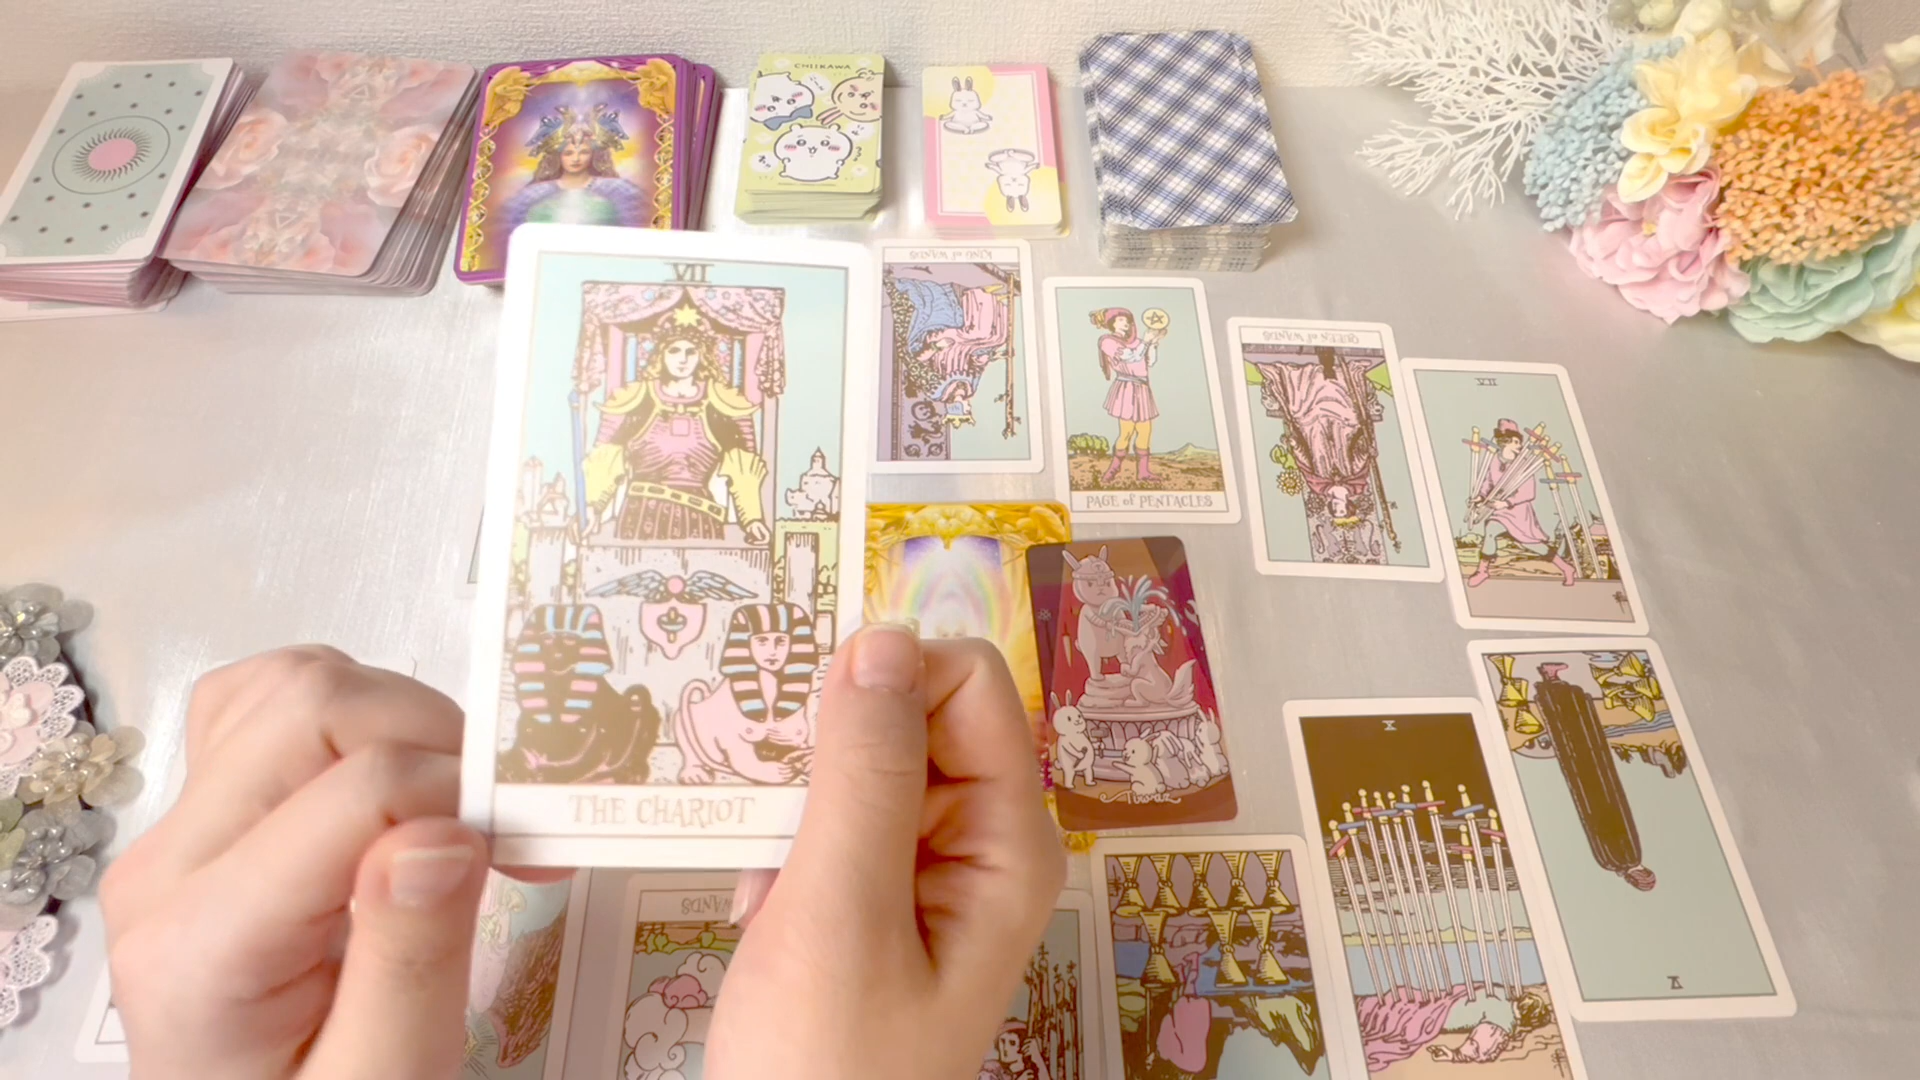 CHIIKAWA
KING of WANDS
VII
QUEEN of WANDS
VII
PAGE of PENTACLES
THE CHARIOT
X
V
WANDS